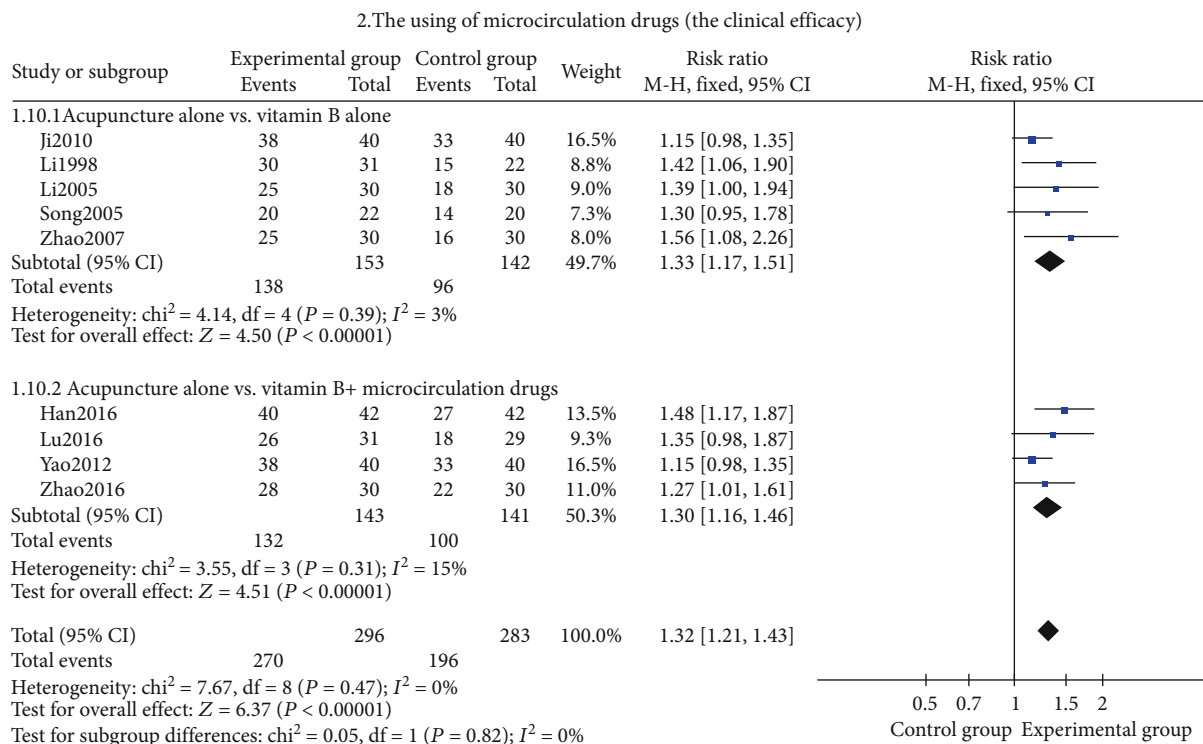 2.The using of microcirculation drugs (the clinical efficacy)
Study or subgroup Experimental group Control group Weight Risk ratio Risk ratio
Events Total Events Total M-H, fixed, 95% CI M-H, fixed, 95% CI
1.10.1Acupuncture alone vs. vitamin B alone
Ji2010 38 40 33 40 16.5% 1.15 [0.98, 1.35]
Li1998 30 31 15 22 8.8% 1.42 [1.06, 1.90]
Li2005 25 30 18 30 9.0% 1.39 [1.00, 1.94]
Song2005 20 22 14 20 7.3% 1.30 [0.95, 1.78]
Zhao2007 25 30 16 30 8.0% 1.56 [1.08, 2.26]
Subtotal (95% CI) 153 142 49.7% 1.33 [1.17, 1.51]
Total events 138 96
Heterogeneity: chi² = 4.14, df = 4 (P = 0.39); I² = 3%
Test for overall effect: Z = 4.50 (P < 0.00001)
1.10.2 Acupuncture alone vs. vitamin B+ microcirculation drugs
Han2016 40 42 27 42 13.5% 1.48 [1.17, 1.87]
Lu2016 26 31 18 29 9.3% 1.35 [0.98, 1.87]
Yao2012 38 40 33 40 16.5% 1.15 [0.98, 1.35]
Zhao2016 28 30 22 30 11.0% 1.27 [1.01, 1.61]
Subtotal (95% CI) 143 141 50.3% 1.30 [1.16, 1.46]
Total events 132 100
Heterogeneity: chi² = 3.55, df = 3 (P = 0.31); I² = 15%
Test for overall effect: Z = 4.51 (P < 0.00001)
Total (95% CI) 296 283 100.0% 1.32 [1.21, 1.43]
Total events 270 196
Heterogeneity: chi² = 7.67, df = 8 (P = 0.47); I² = 0%
Test for overall effect: Z = 6.37 (P < 0.00001)
Test for subgroup differences: chi² = 0.05, df = 1 (P = 0.82); I² = 0%
0.5 0.7 1 1.5 2
Control group Experimental group